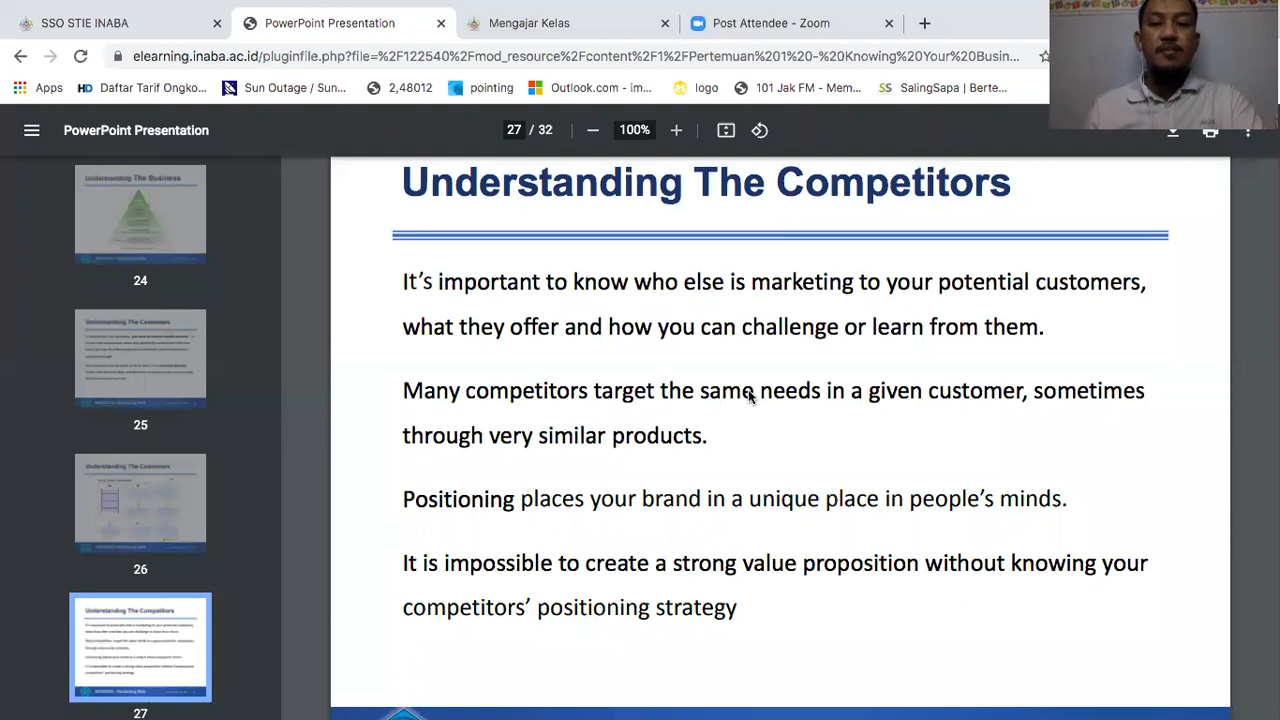 SSO STIE INABA
PowerPoint Presentation
Mengajar Kelas
Post Attendee - Zoom
elearning.inaba.ac.id/pluginfile.php?file=%2F122540%2Fmod_resource%2Fcontent%2F1%2FPertemuan%201%20-%20Knowing%20Your%20Busin...
Apps
Daftar Tarif Ongko...
Sun Outage / Sun...
2,48012
pointing
Outlook.com - im...
logo
101 Jak FM - Mem...
SalingSapa | Berte...
PowerPoint Presentation
27 / 32
100%
Understanding The Business
24
Understanding The Customers
25
Understanding The Customers
26
Understanding The Competitors
27
Understanding The Competitors
It’s important to know who else is marketing to your potential customers,
what they offer and how you can challenge or learn from them.
Many competitors target the same needs in a given customer, sometimes
through very similar products.
Positioning places your brand in a unique place in people’s minds.
It is impossible to create a strong value proposition without knowing your
competitors’ positioning strategy